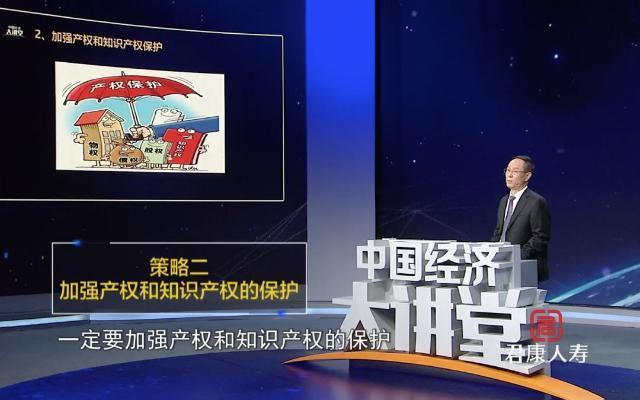 大讲堂
2、加强产权和知识产权保护
产权保护
物权
债权
股权
知识产权
策略二
加强产权和知识产权的保护
一定要加强产权和知识产权的保护
中国经济
大讲堂
君康人寿